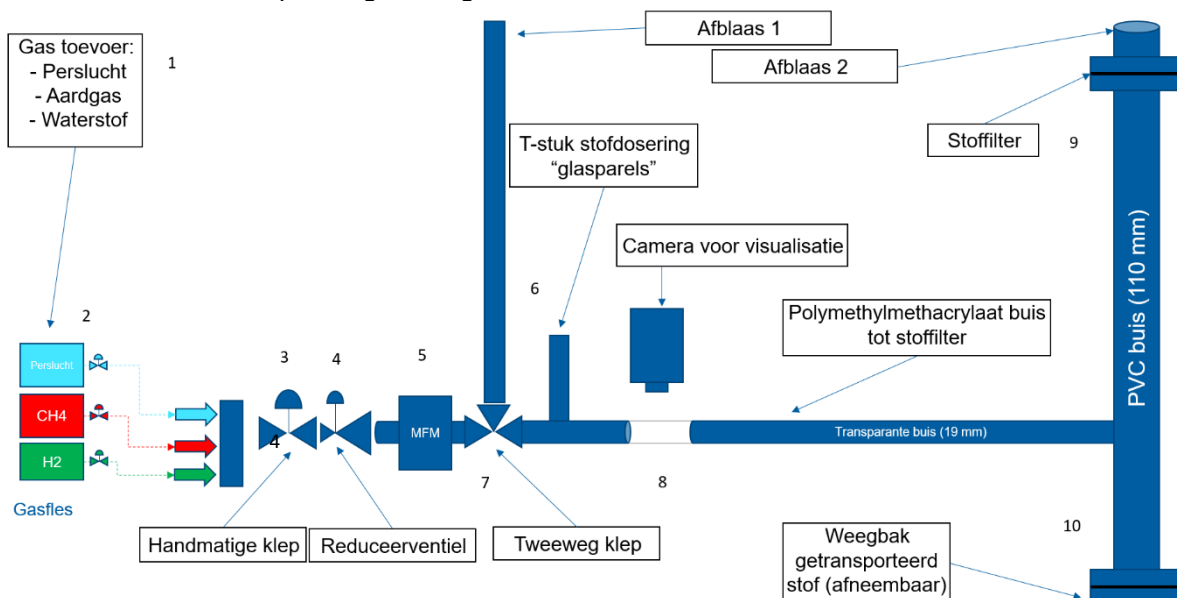 Gas toevoer:
- Perslucht
- Aardgas
- Waterstof
1
Afblaas 1
Afblaas 2
Stoffilter
9
T-stuk stofdosering
“glasparels”
Camera voor visualisatie
6
Polymethylmethacrylaat buis
tot stoffilter
PVC buis (110 mm)
2
Perslucht
CH4
H2
Gasfles
3
4
4
5
MFM
7
8
Transparante buis (19 mm)
Handmatige klep
Reduceerventiel
Tweeweg klep
10
Weegbak
getransporteerd
stof (afneembaar)